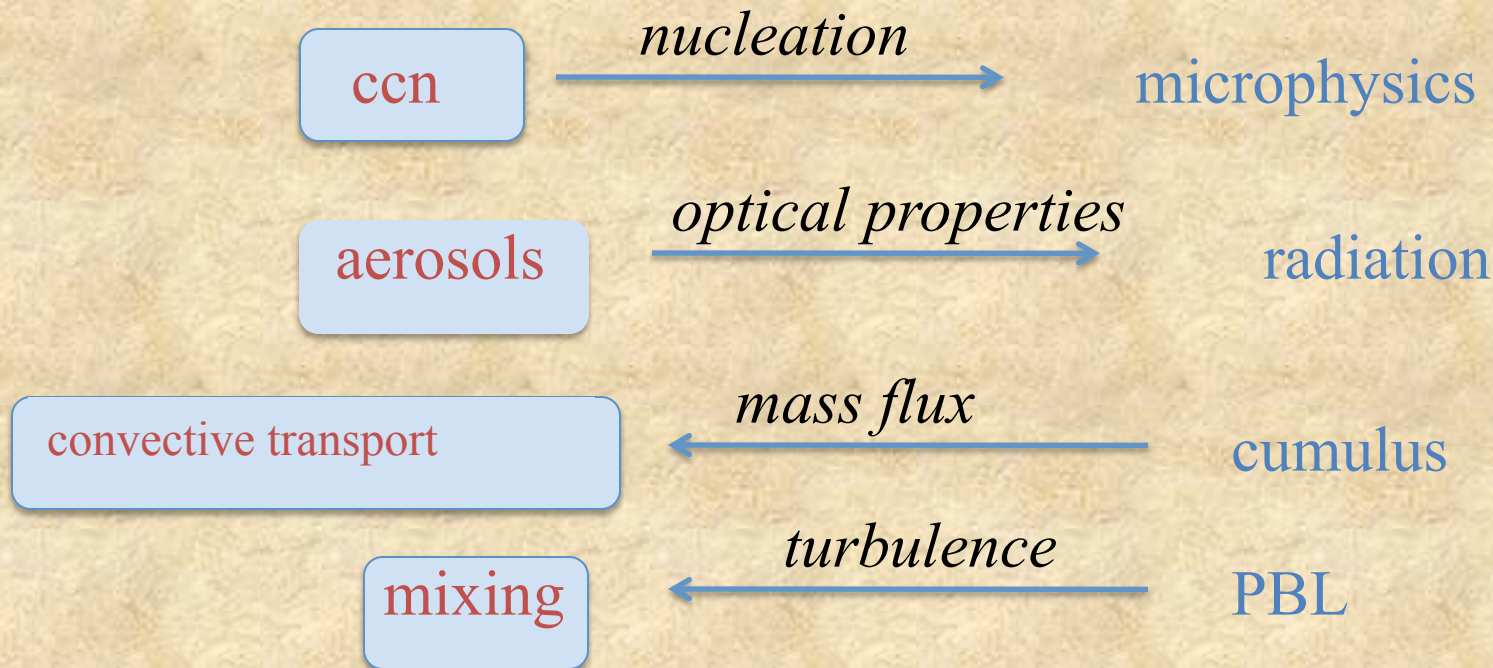 nucleation
ccn
microphysics
optical properties
aerosols
radiation
mass flux
convective transport
cumulus
turbulence
mixing
PBL